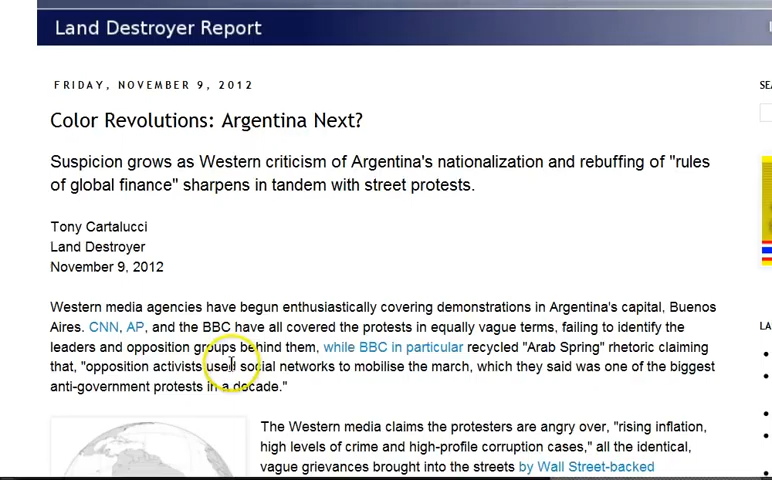 Land Destroyer Report
FRIDAY, NOVEMBER 9, 2012
SE
Color Revolutions: Argentina Next?
Suspicion grows as Western criticism of Argentina's nationalization and rebuffing of "rules
of global finance" sharpens in tandem with street protests.
Tony Cartalucci
Land Destroyer
November 9, 2012
Western media agencies have begun enthusiastically covering demonstrations in Argentina's capital, Buenos
Aires. CNN, AP, and the BBC have all covered the protests in equally vague terms, failing to identify the
leaders and opposition groups behind them, while BBC in particular recycled "Arab Spring" rhetoric claiming
that, "opposition activists used social networks to mobilise the march, which they said was one of the biggest
anti-government protests in a decade."
LA
The Western media claims the protesters are angry over, "rising inflation,
high levels of crime and high-profile corruption cases," all the identical,
vague grievances brought into the streets by Wall Street-backed